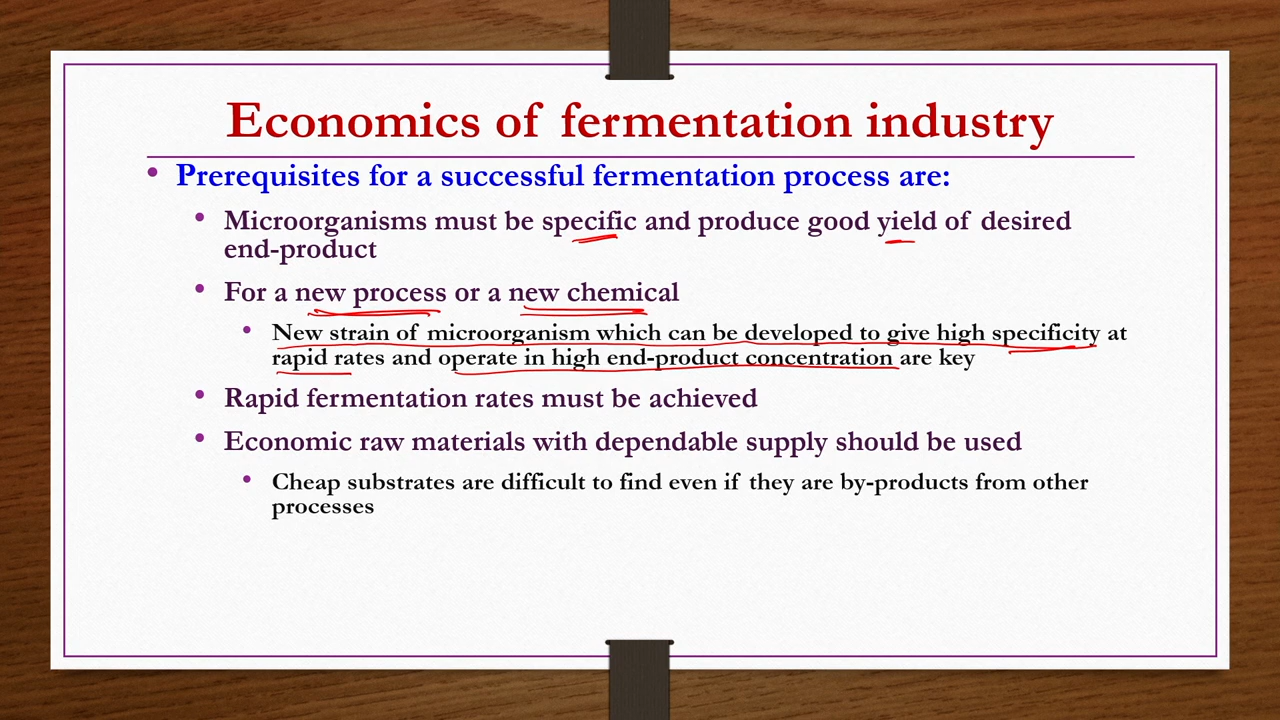 Economics of fermentation industry
• Prerequisites for a successful fermentation process are:
• Microorganisms must be specific and produce good yield of desired
end-product
• For a new process or a new chemical
• New strain of microorganism which can be developed to give high specificity at
rapid rates and operate in high end-product concentration are key
• Rapid fermentation rates must be achieved
• Economic raw materials with dependable supply should be used
• Cheap substrates are difficult to find even if they are by-products from other
processes